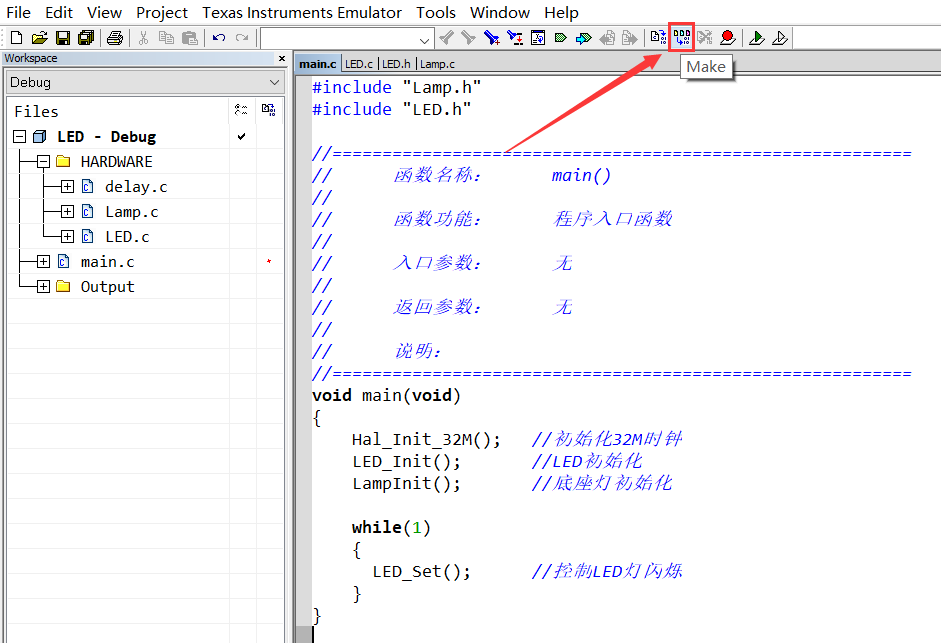 File Edit View Project Texas Instruments Emulator Tools Window Help
Workspace
Debug
Files
LED - Debug
HARDWARE
delay.c
Lamp.c
LED.c
main.c
Output
main.c LED.c LED.h Lamp.c
Make
#include "Lamp.h"
#include "LED.h"
//==========================================================
// 函数名称： main()
//
// 函数功能： 程序入口函数
//
// 入口参数： 无
//
// 返回参数： 无
//
// 说明：
//==========================================================
void main(void)
{
Hal_Init_32M(); //初始化32M时钟
LED_Init(); //LED初始化
LampInit(); //底座灯初始化
while(1)
{
LED_Set(); //控制LED灯闪烁
}
}